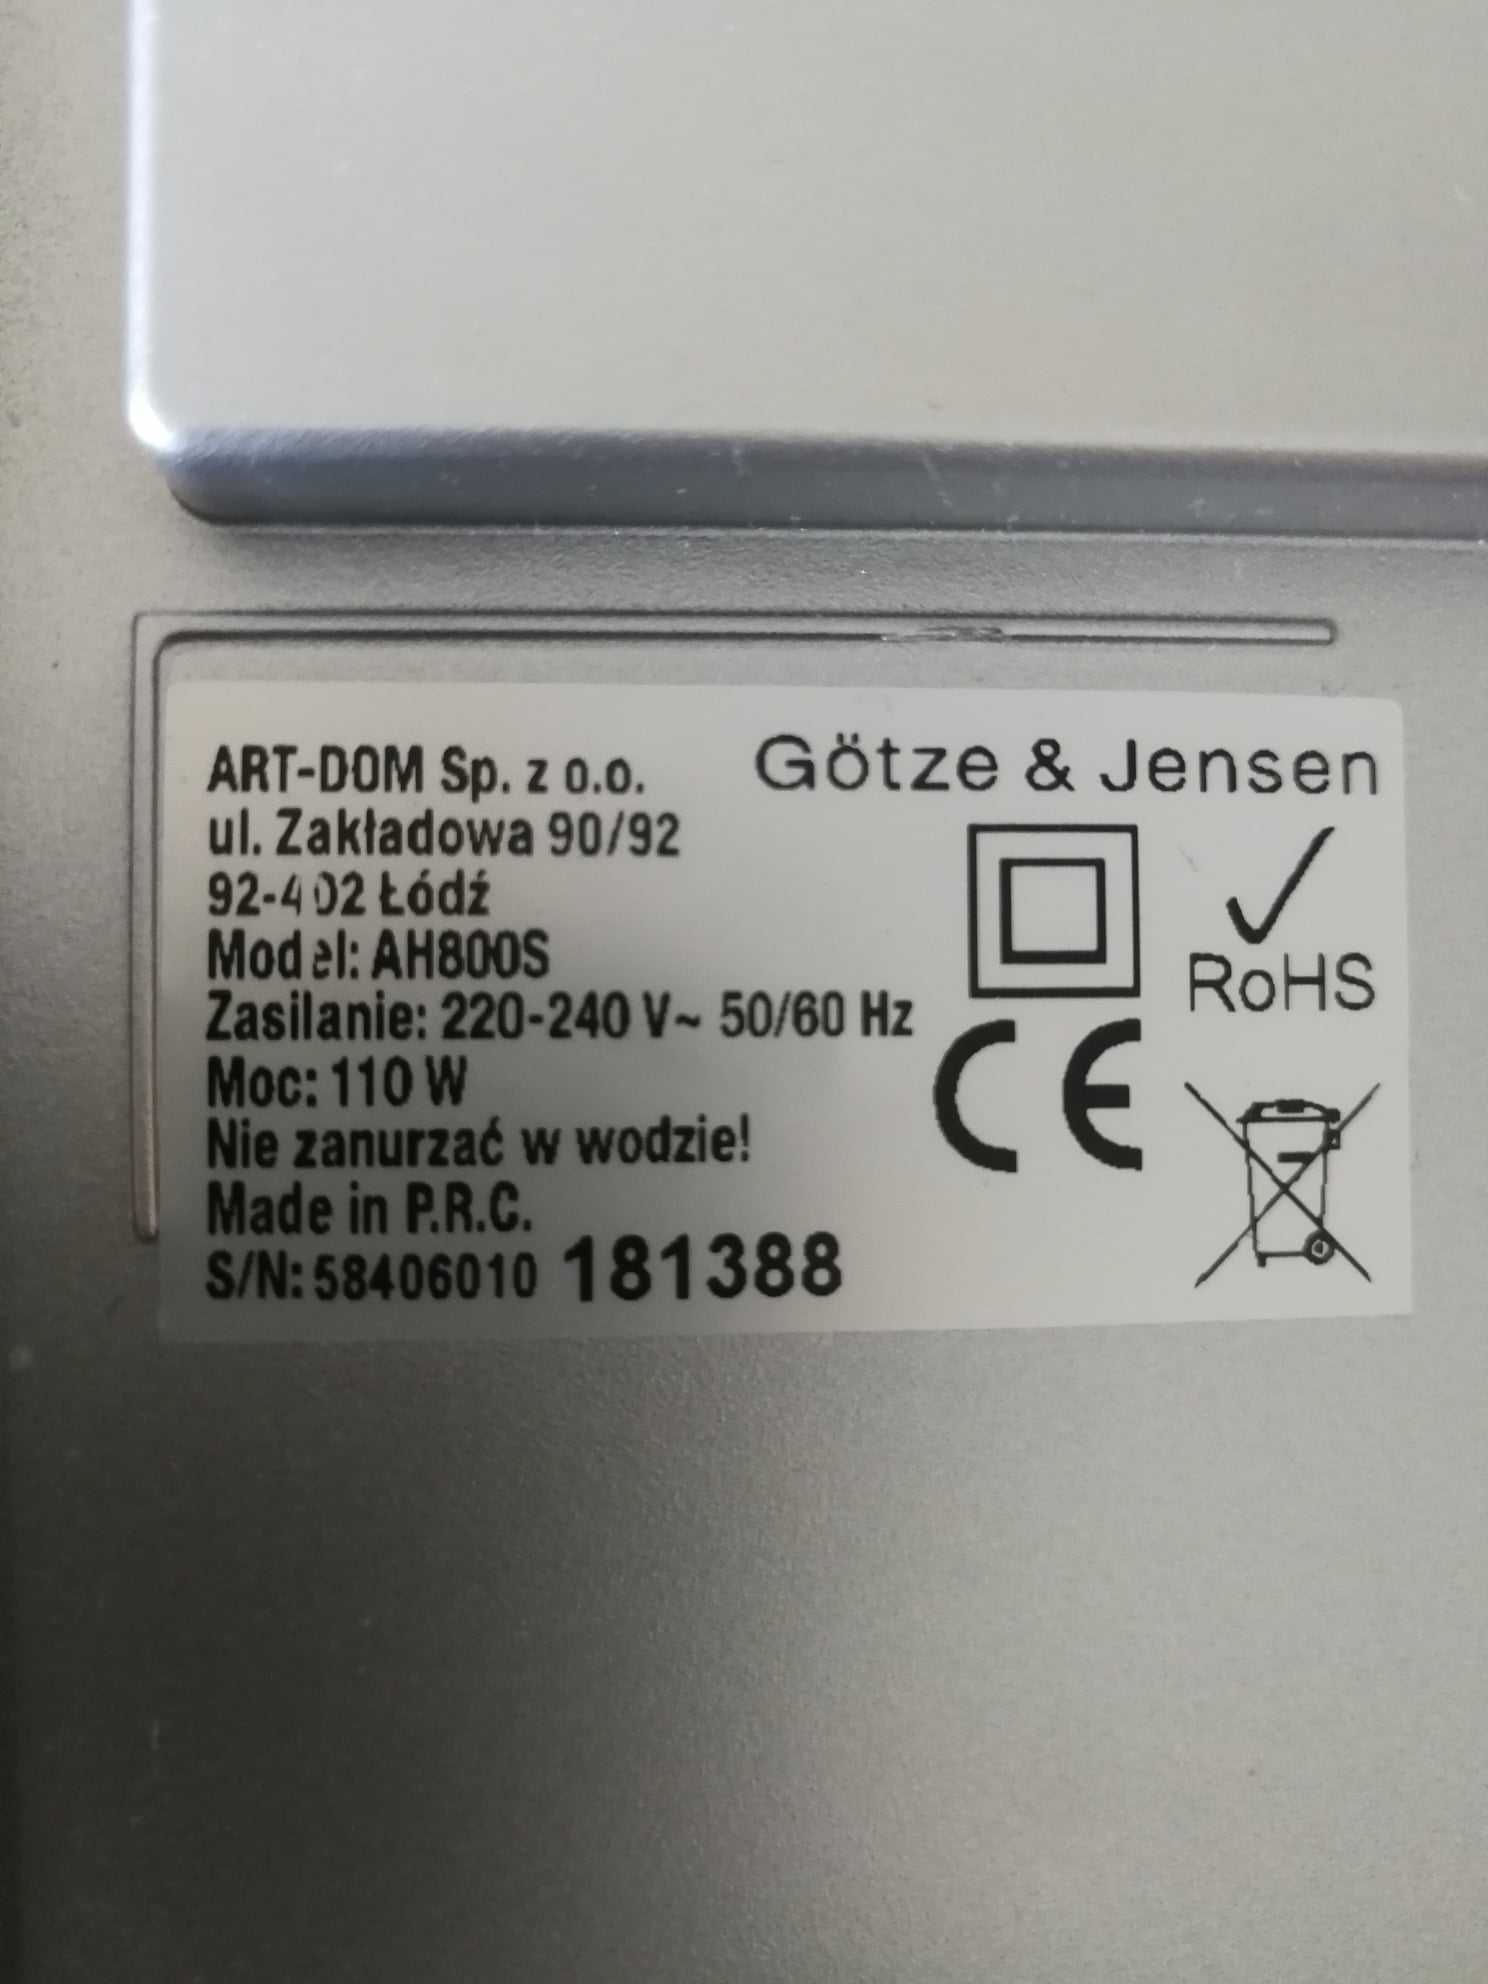 ART-DOM Sp. z o.o.
ul. Zakładowa 90/92
92-402 Łódź
Model: AH800S
Zasilanie: 220-240 V~ 50/60 Hz
Moc: 110 W
Nie zanurzać w wodzie!
Made in P.R.C.
S/N: 58406010 181388
Götze & Jensen
RoHS
CE